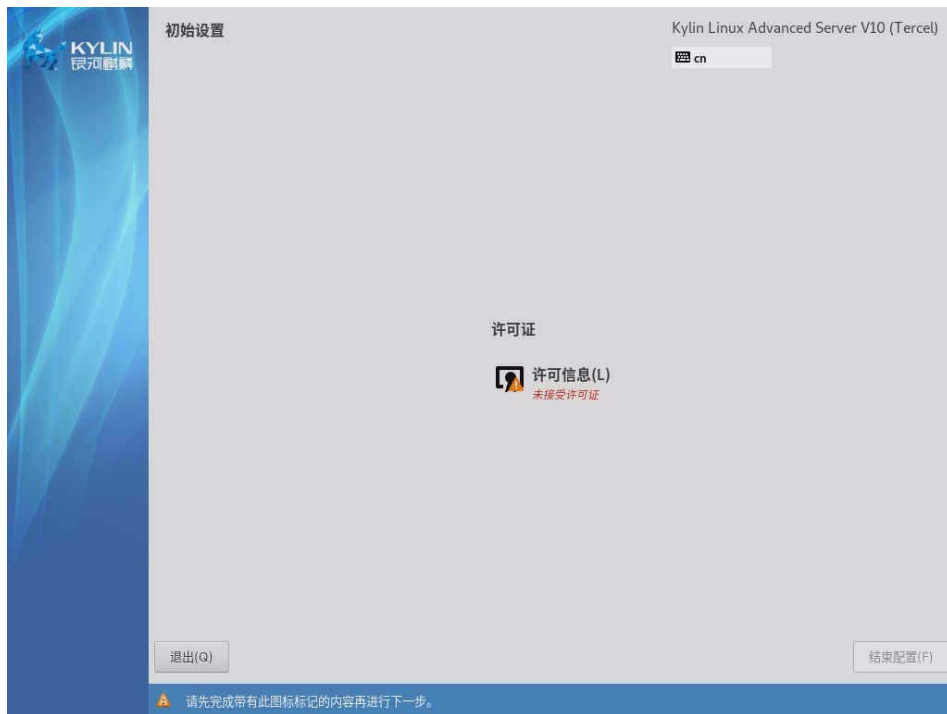 KYLIN
银河麒麟
初始设置
Kylin Linux Advanced Server V10 (Tercel)
cn
许可证
许可信息(L)
未接受许可证
退出(Q)
结束配置(F)
请先完成带有此图标标记的内容再进行下一步。